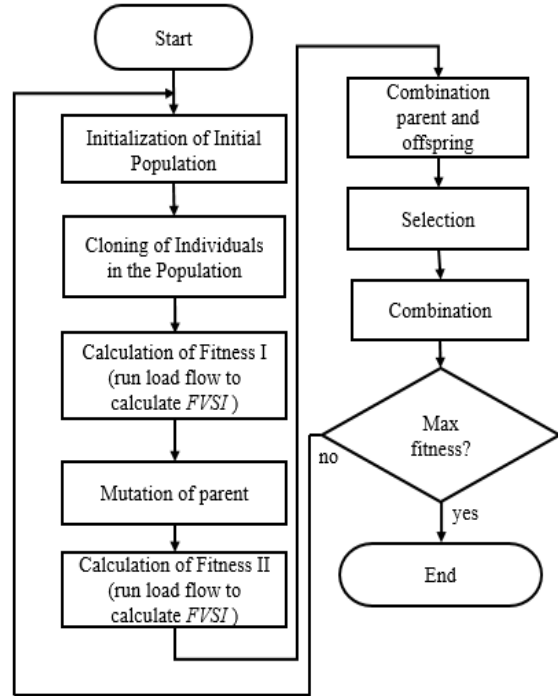 Start
Initialization of Initial
Population
Cloning of Individuals
in the Population
Calculation of Fitness I
(run load flow to
calculate FVSI )
Mutation of parent
Calculation of Fitness II
(run load flow to
calculate FVSI )
Combination
parent and
offspring
Selection
Combination
Max
fitness?
no
yes
End